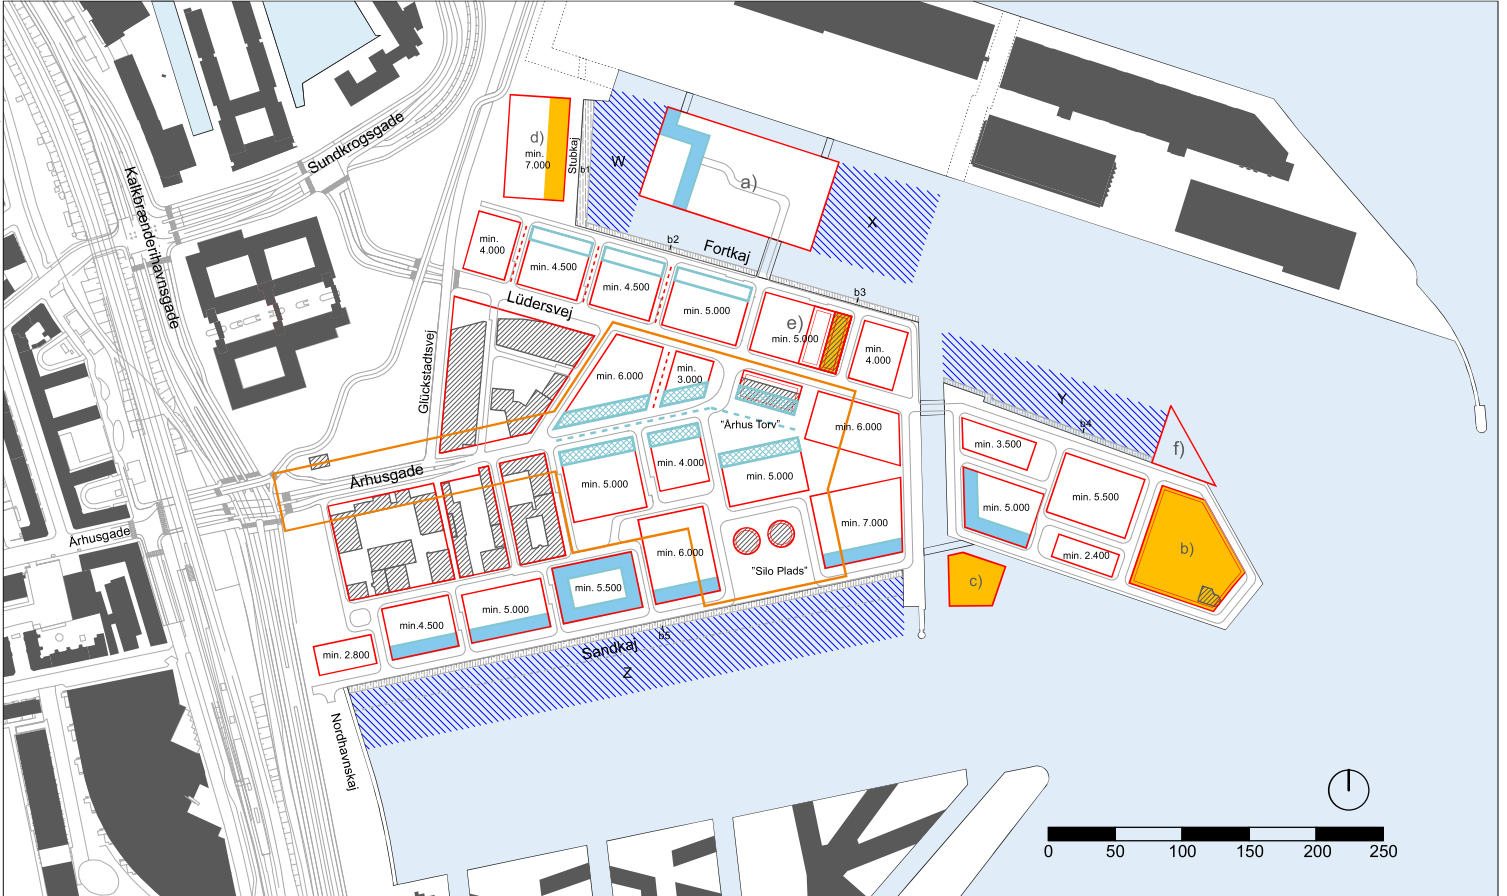 Sundkrogsgade
Kalkbrænderihavnsgade
d)
min.
7.000
Stubkaj
b1
W
a)
X
min.
4.000
b2
Fortkaj
min. 4.500
min. 4.500
Lüdersvej
min. 5.000
b3
e)
min. 5.000
min.
4.000
Glückstadtsvej
min. 6.000
min.
3.000
Y
"Århus Torv"
min. 6.000
b4
min. 3.500
f)
Århusgade
min. 5.000
min. 4.000
min. 5.000
min. 5.500
min. 5.000
min. 7.000
Århusgade
min. 6.000
b)
min. 2.400
"Silo Plads"
c)
min. 5.500
min. 5.000
min.4.500
b5
Sandkaj
min. 2.800
Z
Nordhavnskaj
0 50 100 150 200 250